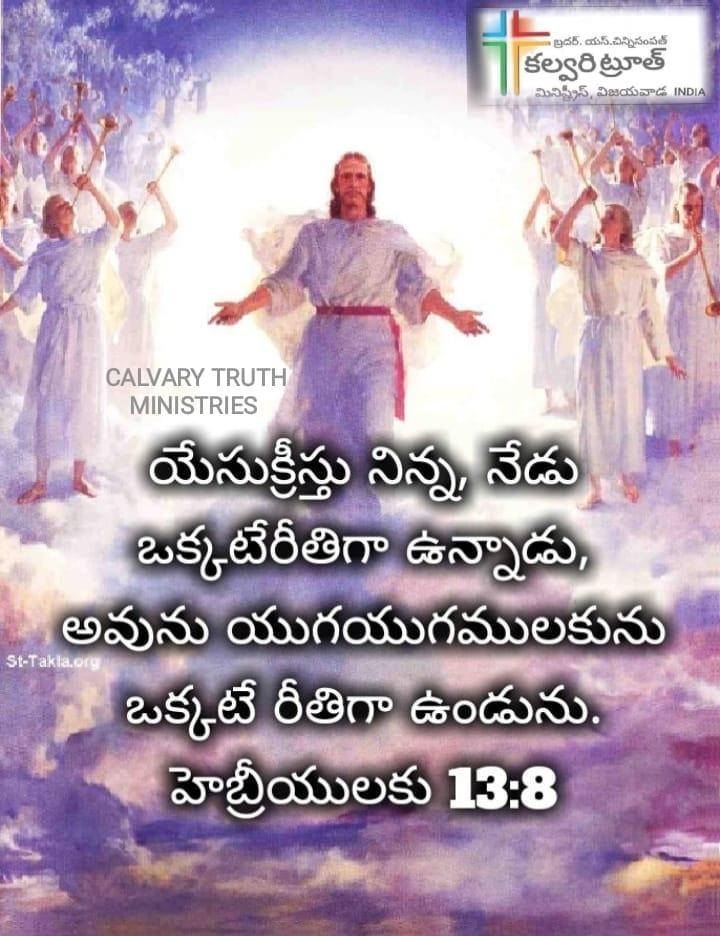 బ్రదర్. యస్.చిన్నిసంపత్
కల్వరి ట్రూత్
మినిస్ట్రీస్, విజయవాడ INDIA
CALVARY TRUTH
MINISTRIES
యేసుక్రీస్తు నిన్న, నేడు
ఒక్కటేరీతిగా ఉన్నాడు,
అవును యుగయుగములకును
St-Takla.org
ఒక్కటే రీతిగా ఉండును.
హెబ్రీయులకు 13:8